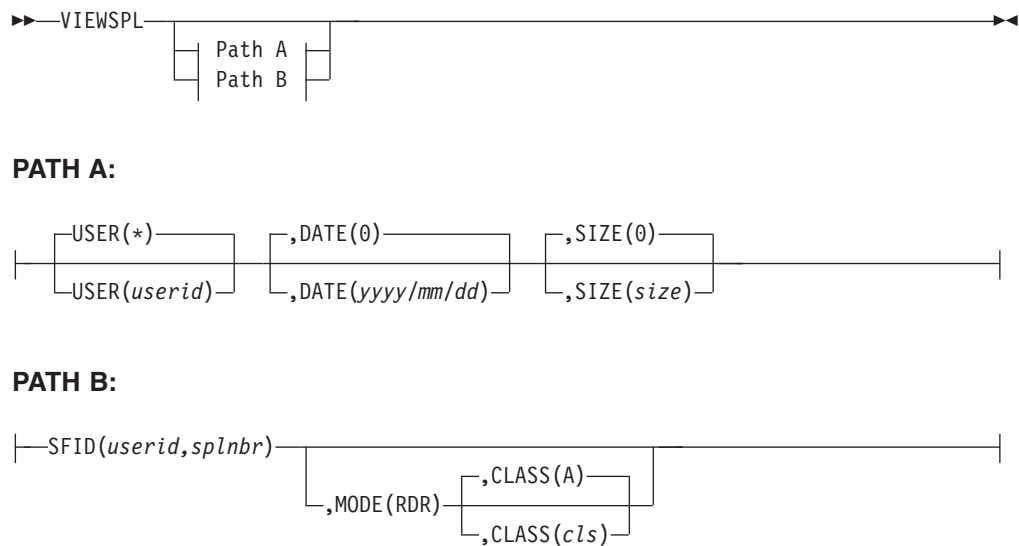 VIEWSPL
Path A
Path B
PATH A:
USER(*) ,DATE(0) ,SIZE(0)
USER(userid) ,DATE(yyyy/mm/dd) ,SIZE(size)
PATH B:
SFID(userid,splnbr)
,CLASS(A)
,MODE(RDR)
,CLASS(cls)